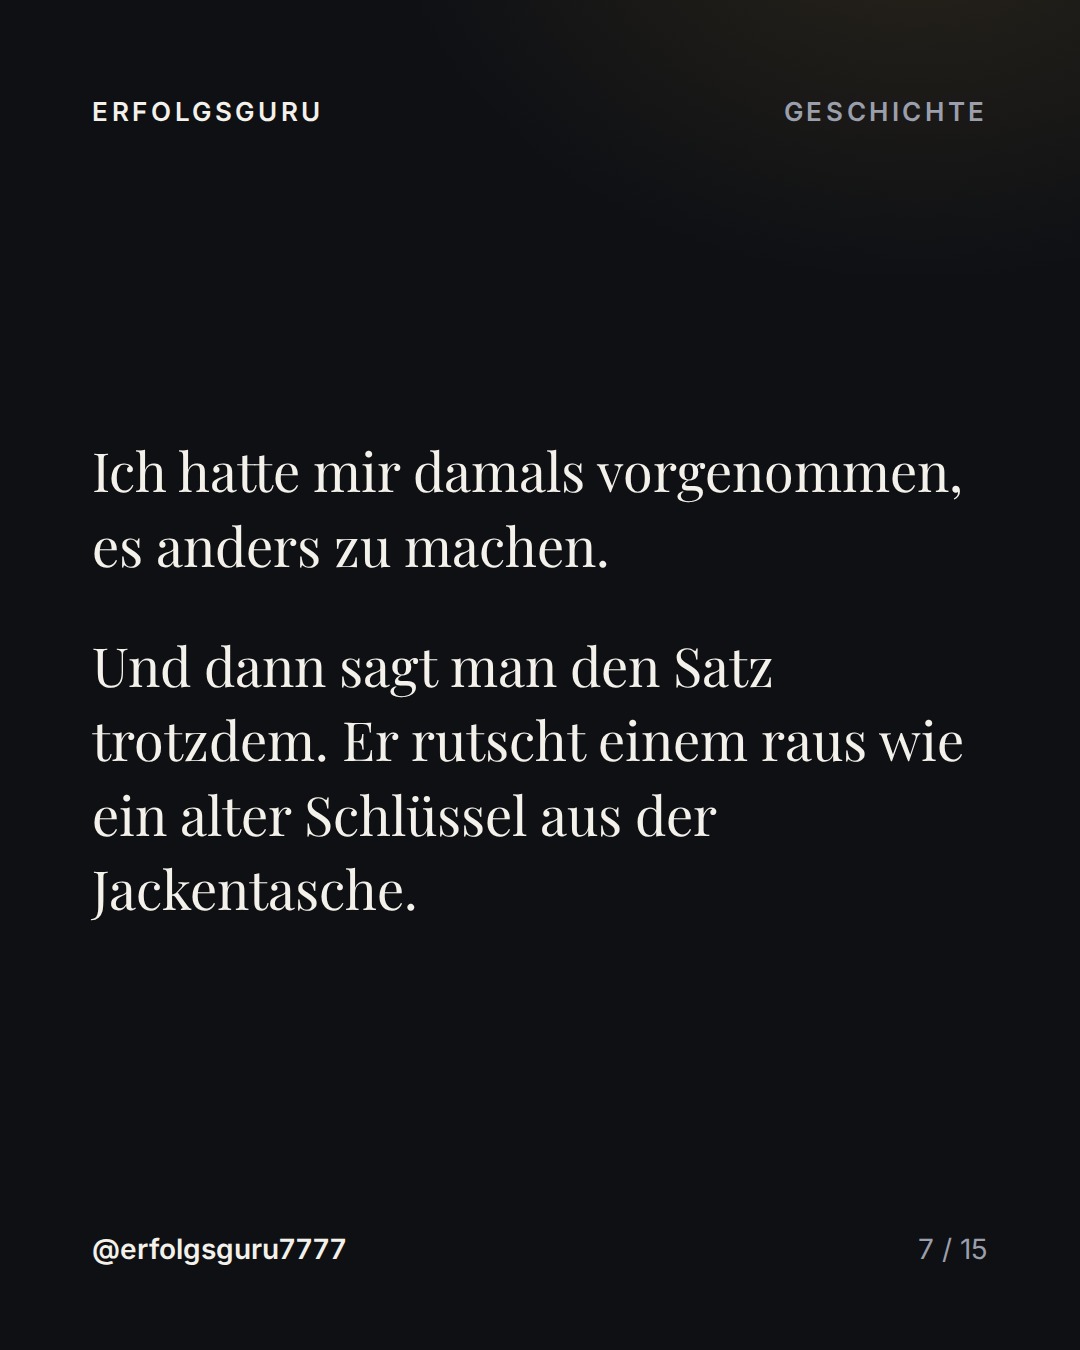 ERFOLGSGURU
GESCHICHTE
Ich hatte mir damals vorgenommen,
es anders zu machen.
Und dann sagt man den Satz
trotzdem. Er rutscht einem raus wie
ein alter Schlüssel aus der
Jackentasche.
@erfolgsguru7777
7 / 15